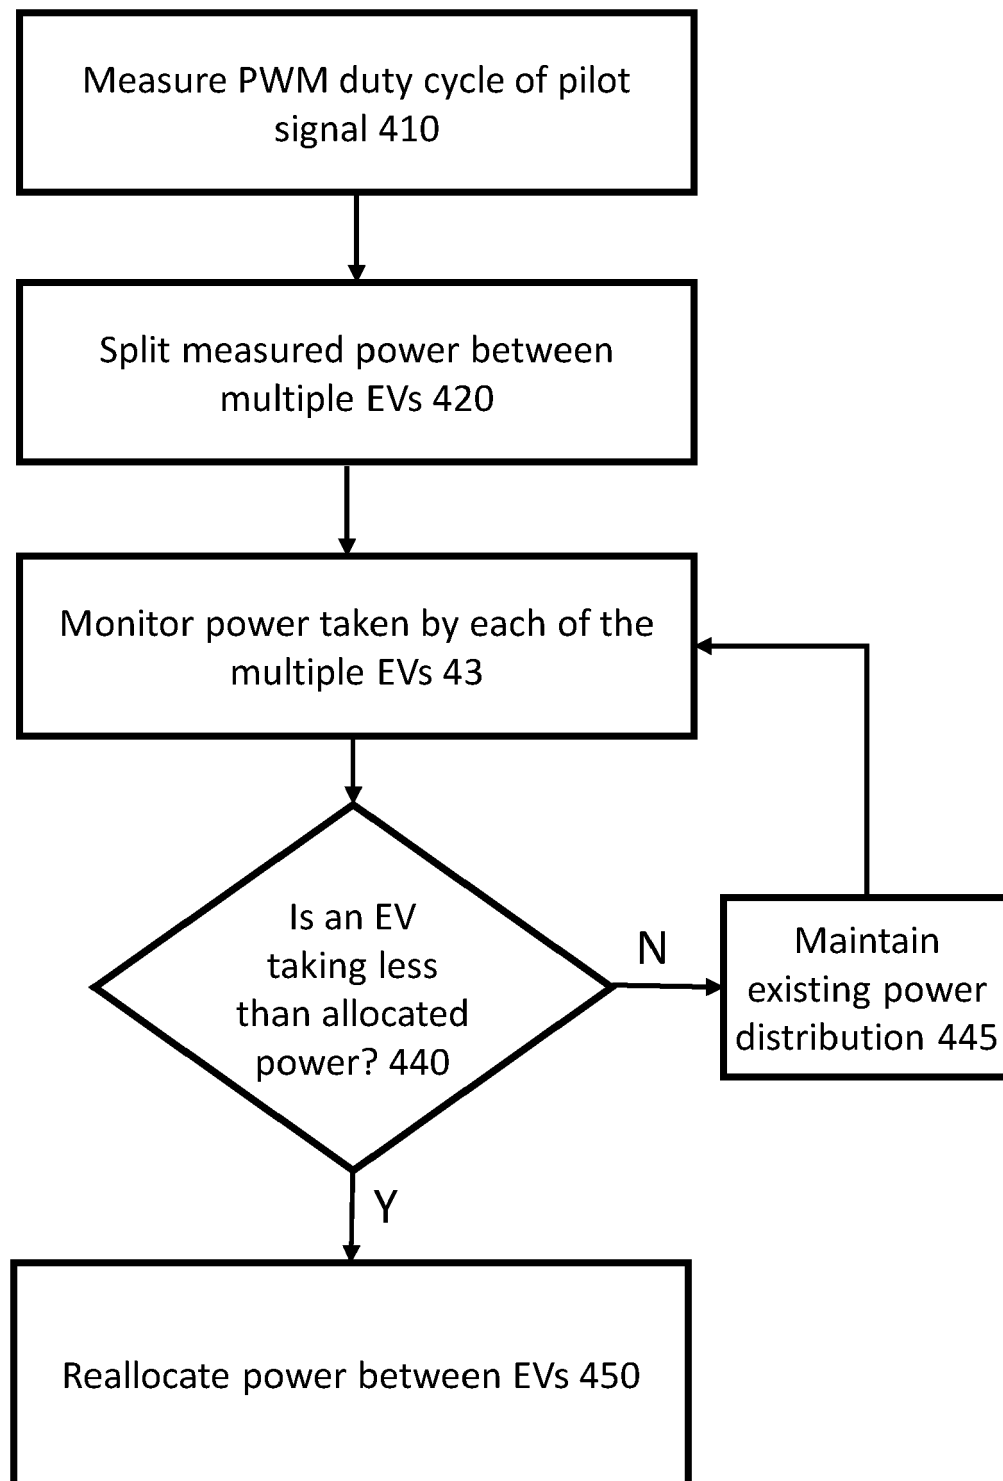 Measure PWM duty cycle of pilot
signal 410
Split measured power between
multiple EVs 420
Monitor power taken by each of the
multiple EVs 43
Is an EV
taking less
than allocated
power? 440
N
Maintain
existing power
distribution 445
Y
Reallocate power between EVs 450